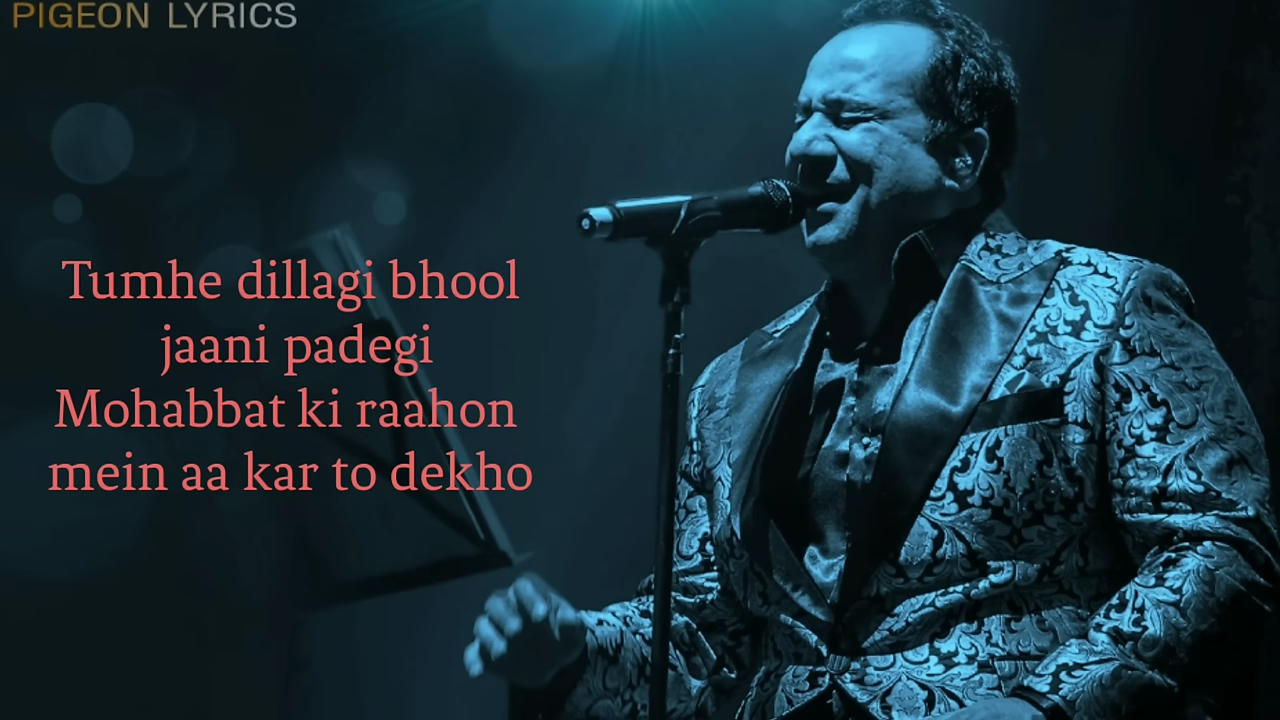 PIGEON LYRICS
Tumhe dillagi bhool
jaani padegi
Mohabbat ki raahon
mein aa kar to dekho